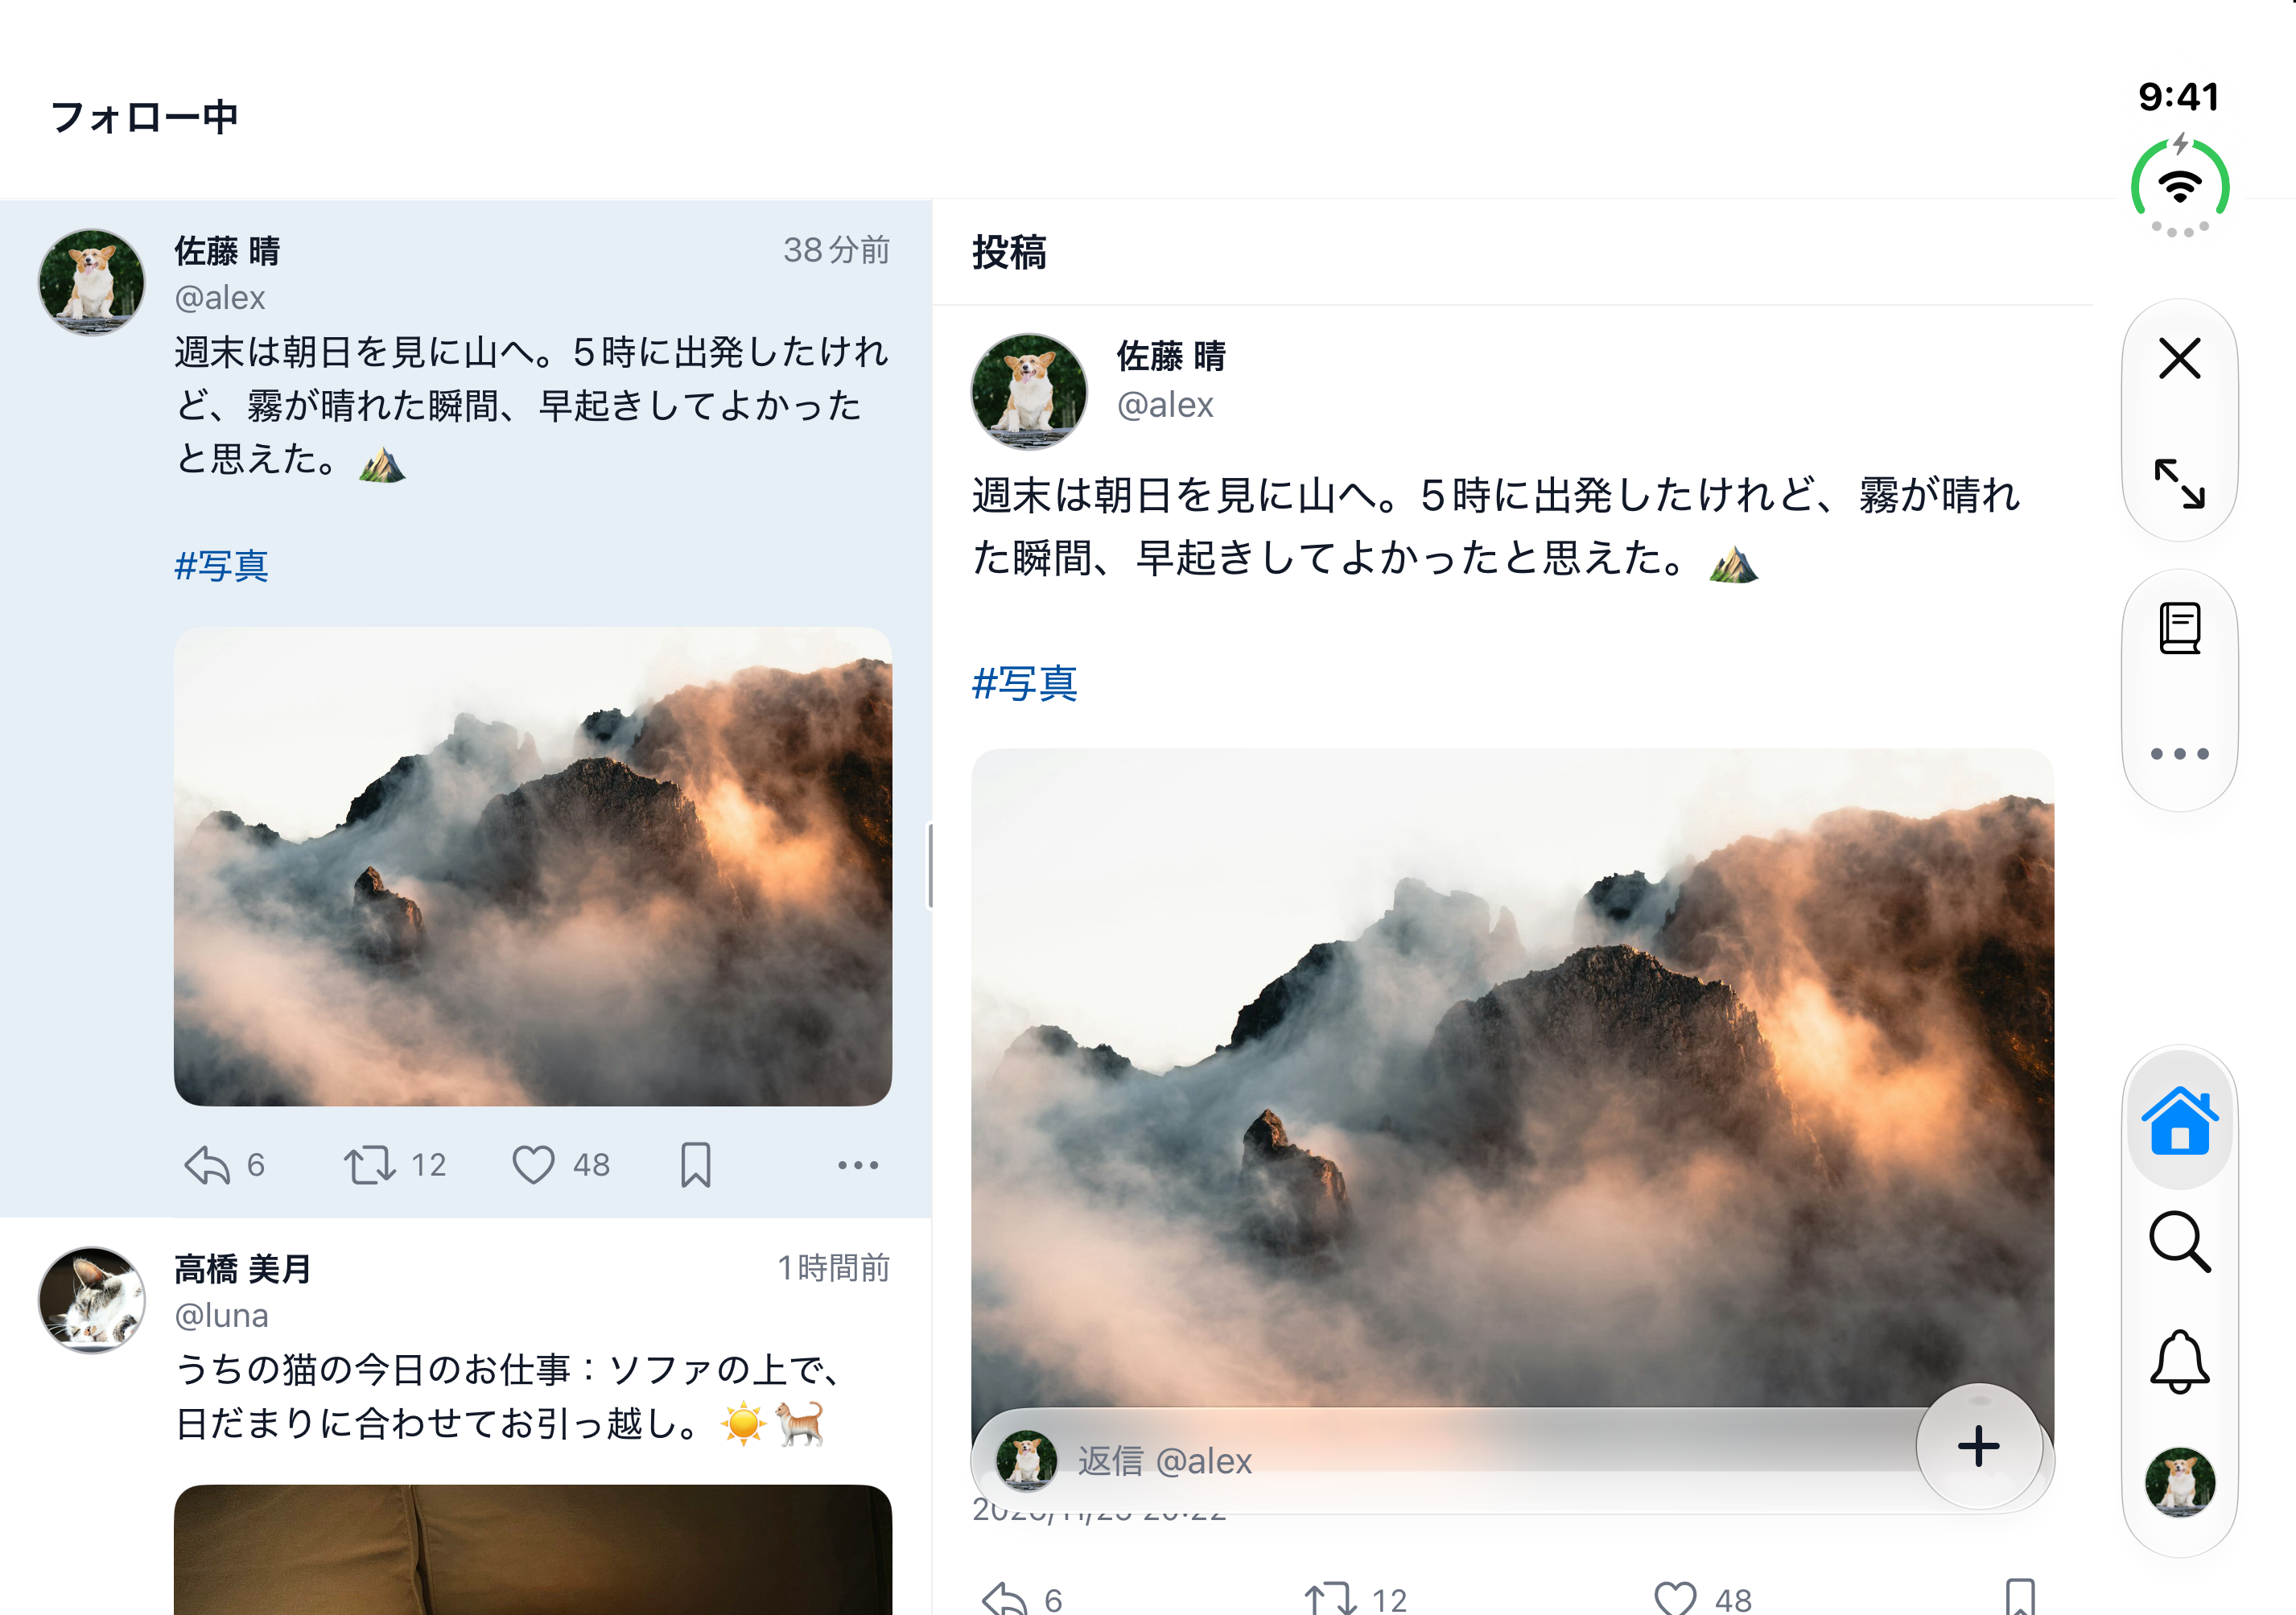 フォロー中
9:41
佐藤 晴
38分前
@alex
週末は朝日を見に山へ。5時に出発したけれ
ど、霧が晴れた瞬間、早起きしてよかった
と思えた。
#写真
6
12
48
高橋 美月
1時間前
@luna
うちの猫の今日のお仕事：ソファの上で、
日だまりに合わせてお引っ越し。
投稿
佐藤 晴
@alex
週末は朝日を見に山へ。5時に出発したけれど、霧が晴れ
た瞬間、早起きしてよかったと思えた。
#写真
返信 @alex
6
12
48